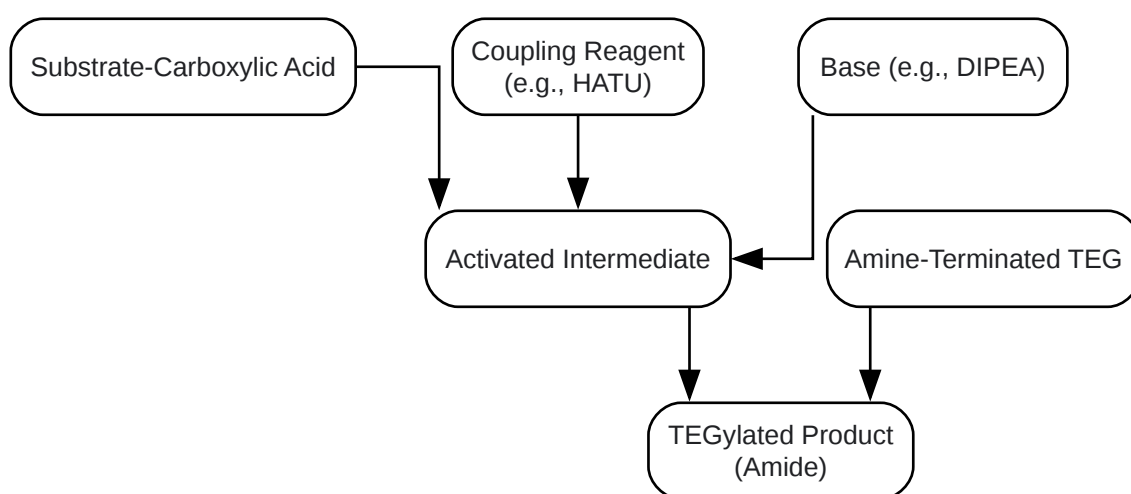 Substrate-Carboxylic Acid
Coupling Reagent
(e.g., HATU)
Base (e.g., DIPEA)
Activated Intermediate
Amine-Terminated TEG
TEGylated Product
(Amide)